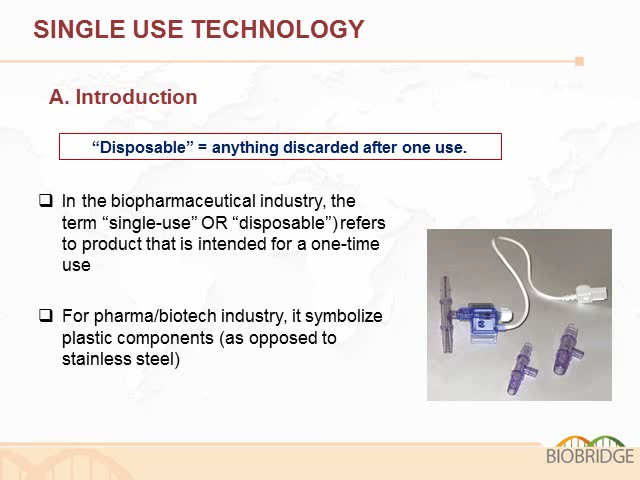 SINGLE USE TECHNOLOGY
A. Introduction
“Disposable” = anything discarded after one use.
In the biopharmaceutical industry, the
term “single-use” OR “disposable”) refers
to product that is intended for a one-time
use
For pharma/biotech industry, it symbolize
plastic components (as opposed to
stainless steel)
BIOBRIDGE